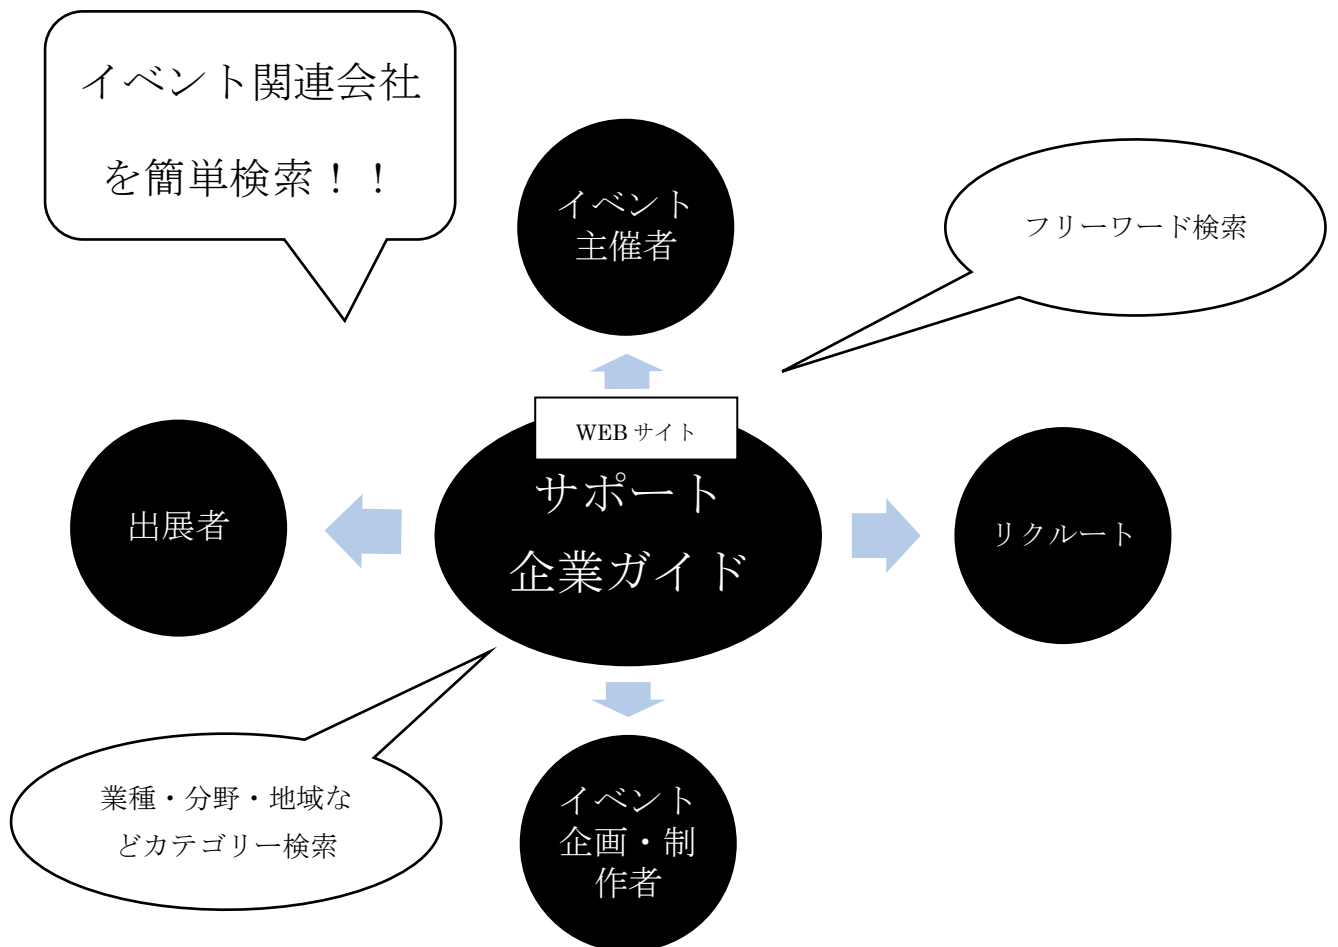 イベント関連会社
を簡単検索！！
イベント
主催者
フリーワード検索
WEB サイト
サポート
企業ガイド
出展者
リクルート
業種・分野・地域な
どカテゴリー検索
イベント
企画・制
作者